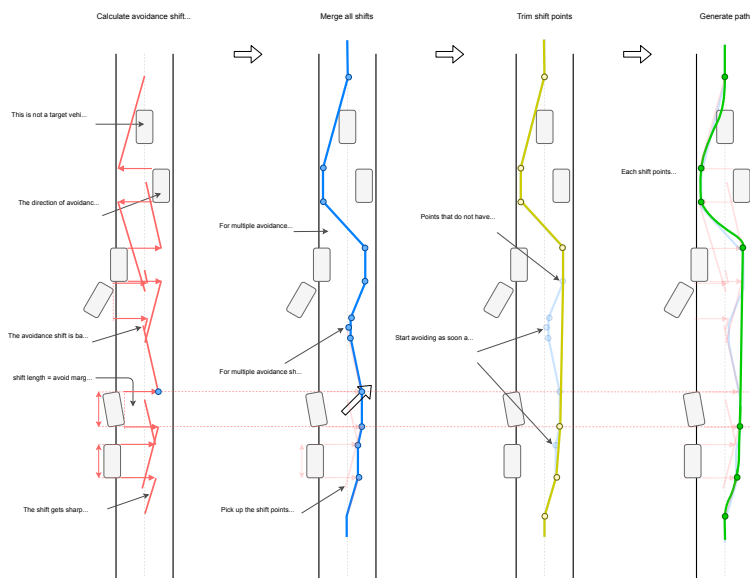 Calculate avoidance shift...
Merge all shifts
Trim shift points
Generate path
This is not a target vehi...
Each shift points...
The direction of avoidanc...
Points that do not have...
For multiple avoidance...
The avoidance shift is ba...
Start avoiding as soon a...
For multiple avoidance sh...
shift length = avoid marg...
The shift gets sharp...
Pick up the shift points...